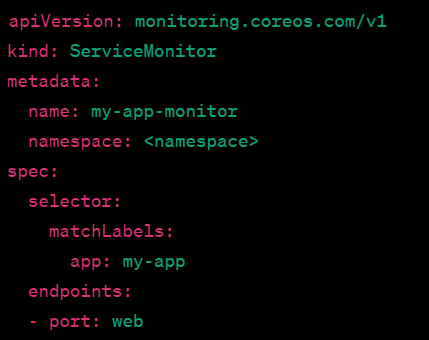 apiVersion: monitoring.coreos.com/v1
kind: ServiceMonitor
metadata:
  name: my-app-monitor
  namespace: <namespace>
spec:
  selector:
    matchLabels:
      app: my-app
  endpoints:
  - port: web